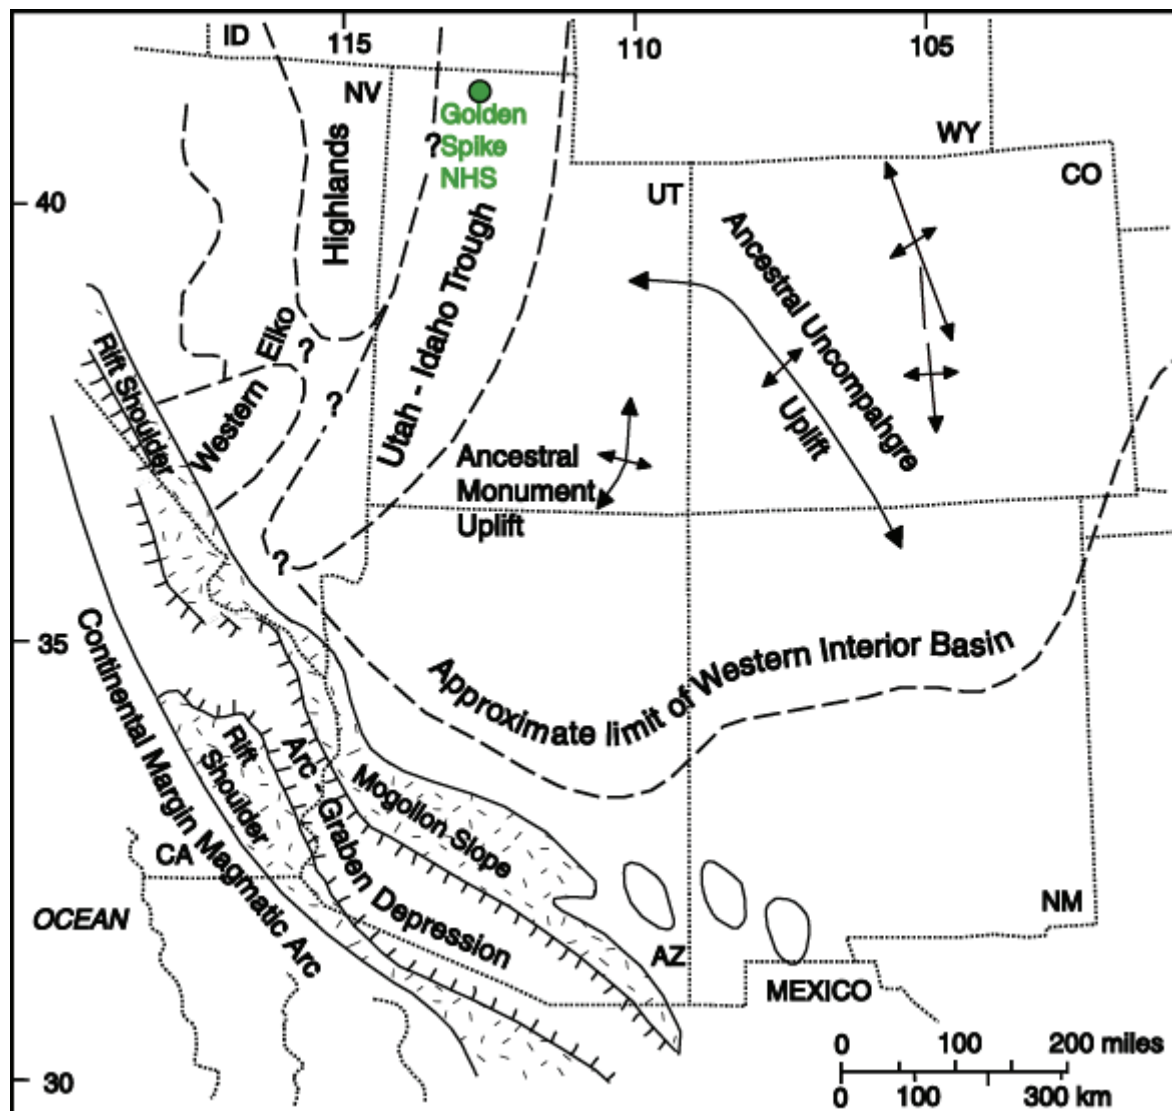 ID
115
110
105
NV
Golden
Spike
NHS
?
WY
CO
UT
40
Highlands
Elko
Western
?
?
?
Utah - Idaho Trough
Ancestral Uncompahgre
Uplift
Ancestral
Monument
Uplift
Rift Shoulder
35
Approximate limit of Western Interior Basin
Continental Margin Magmatic Arc
Rift
Shoulder
Arc - Graben Depression
Mogollon Slope
CA
OCEAN
AZ
NM
MEXICO
30
0 100 200 miles
0 100 300 km